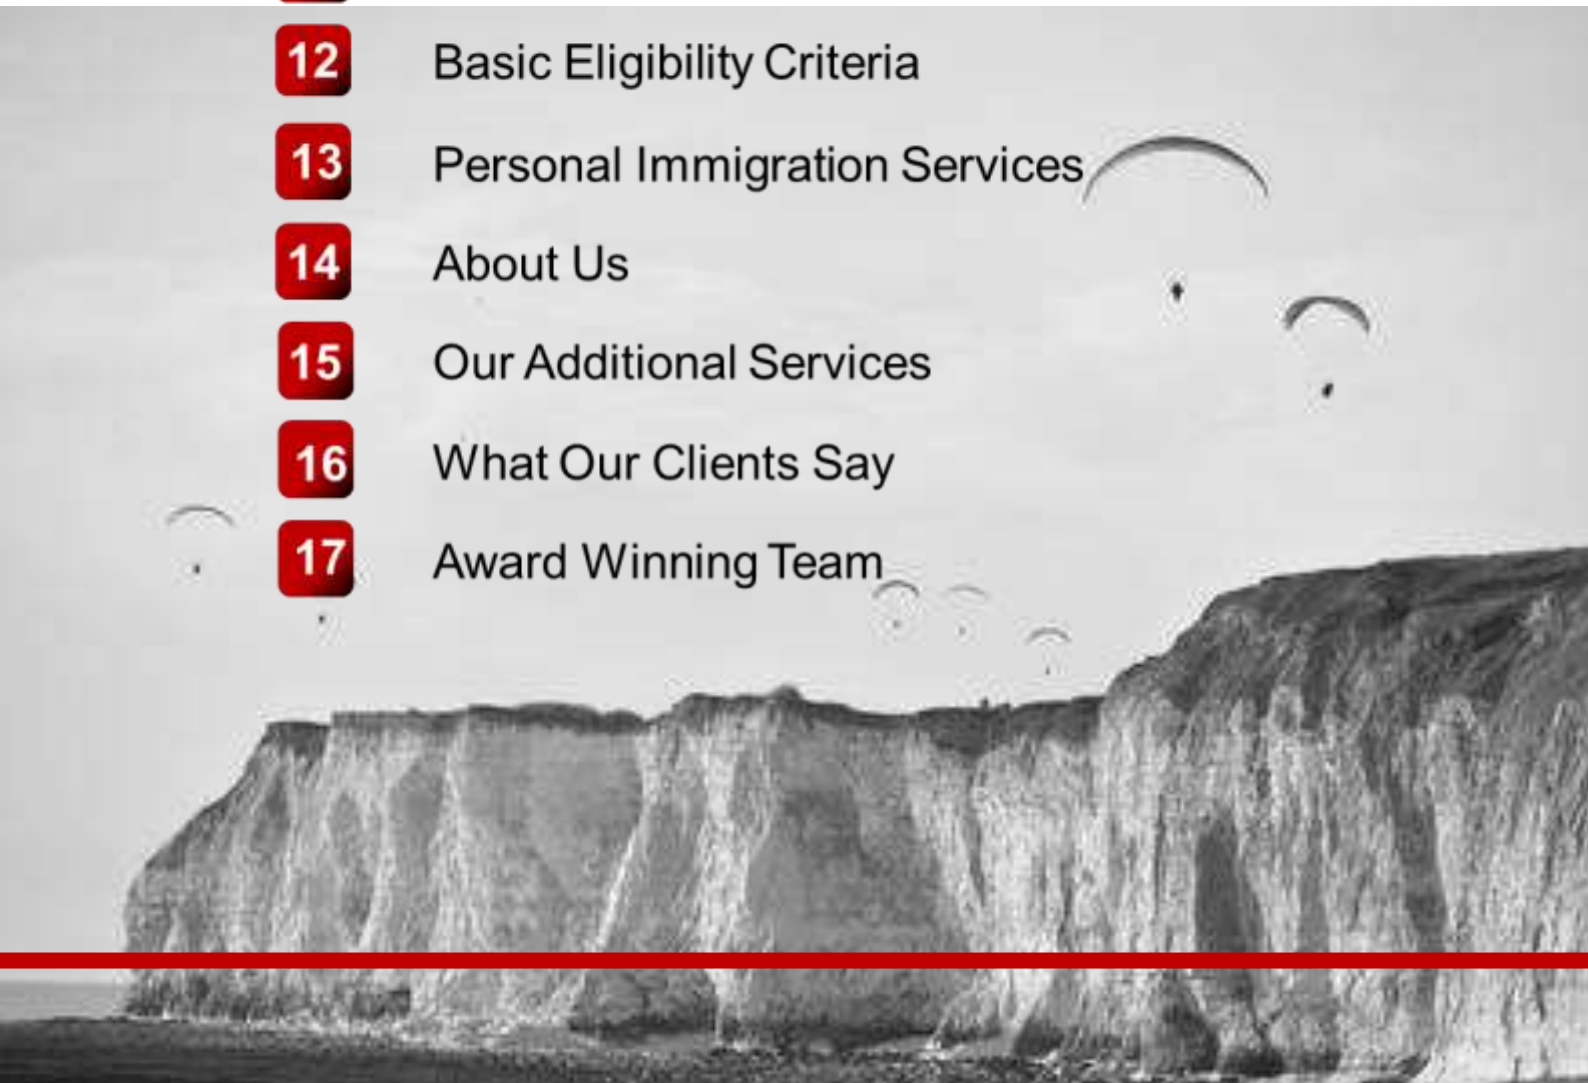 12 Basic Eligibility Criteria
13 Personal Immigration Services
14 About Us
15 Our Additional Services
16 What Our Clients Say
17 Award Winning Team